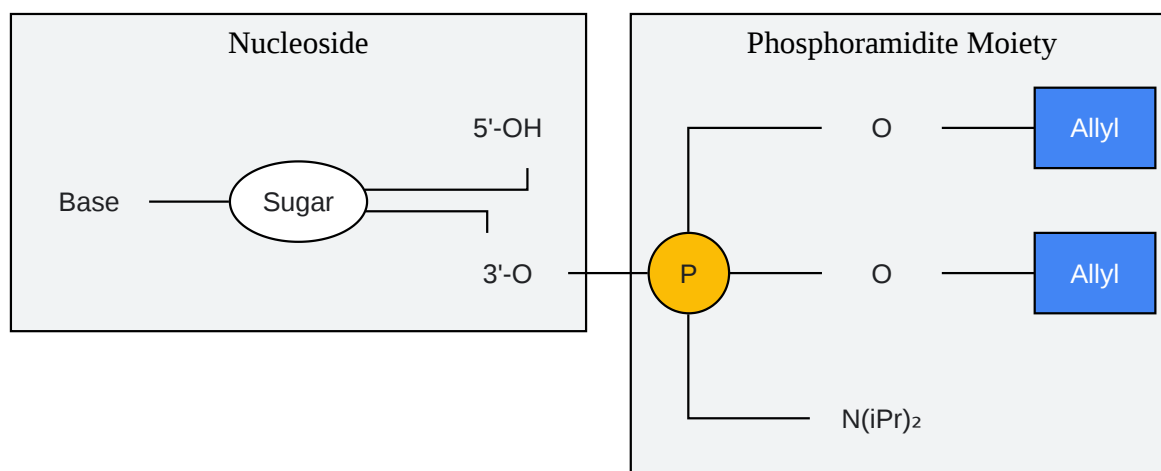 Nucleoside
5'-OH
Base
Sugar
3'-O
Phosphoramidite Moiety
O
Allyl
P
O
Allyl
N(iPr)₂